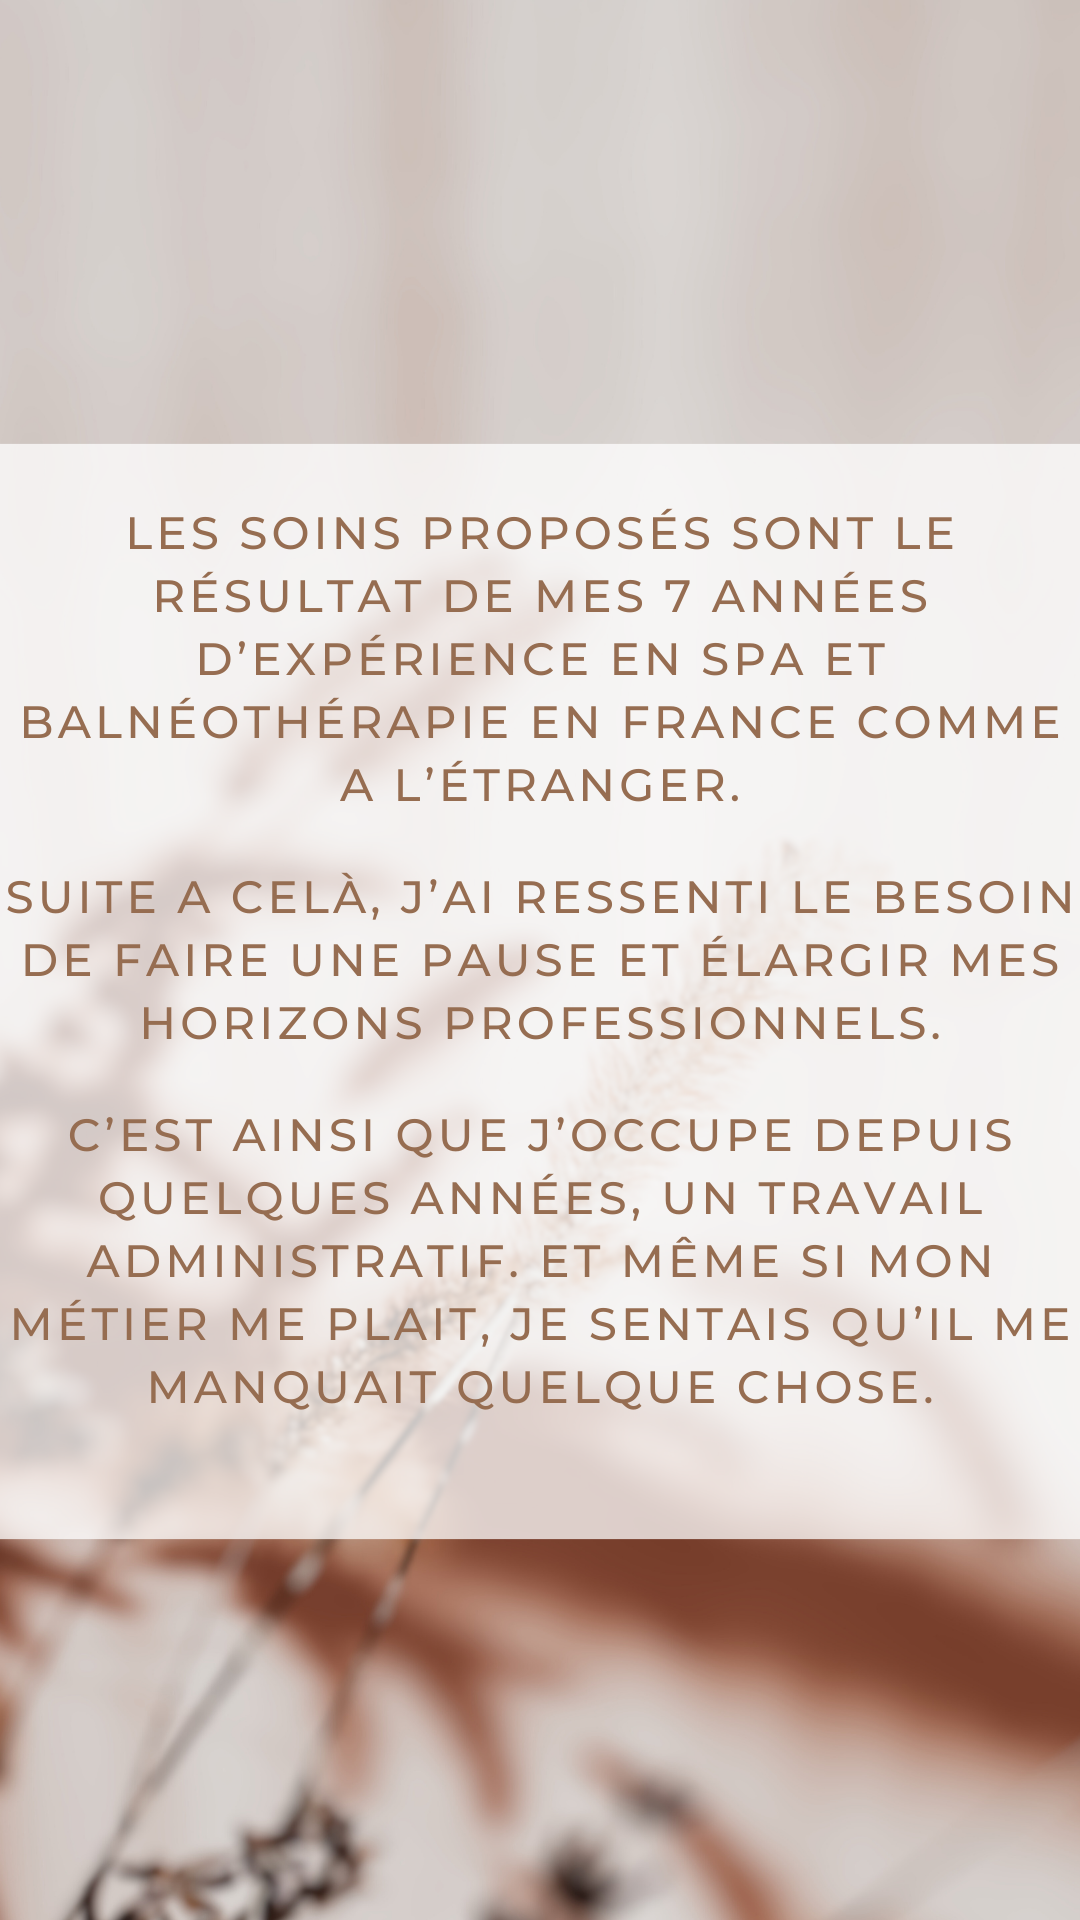 LES SOINS PROPOSÉS SONT LE
RÉSULTAT DE MES 7 ANNÉES
D’EXPÉRIENCE EN SPA ET
BALNÉOTHÉRAPIE EN FRANCE COMME
A L’ÉTRANGER.
SUITE A CELÀ, J’AI RESSENTI LE BESOIN
DE FAIRE UNE PAUSE ET ÉLARGIR MES
HORIZONS PROFESSIONNELS.
C’EST AINSI QUE J’OCCUPE DEPUIS
QUELQUES ANNÉES, UN TRAVAIL
ADMINISTRATIF. ET MÊME SI MON
MÉTIER ME PLAIT, JE SENTAIS QU’IL ME
MANQUAIT QUELQUE CHOSE.